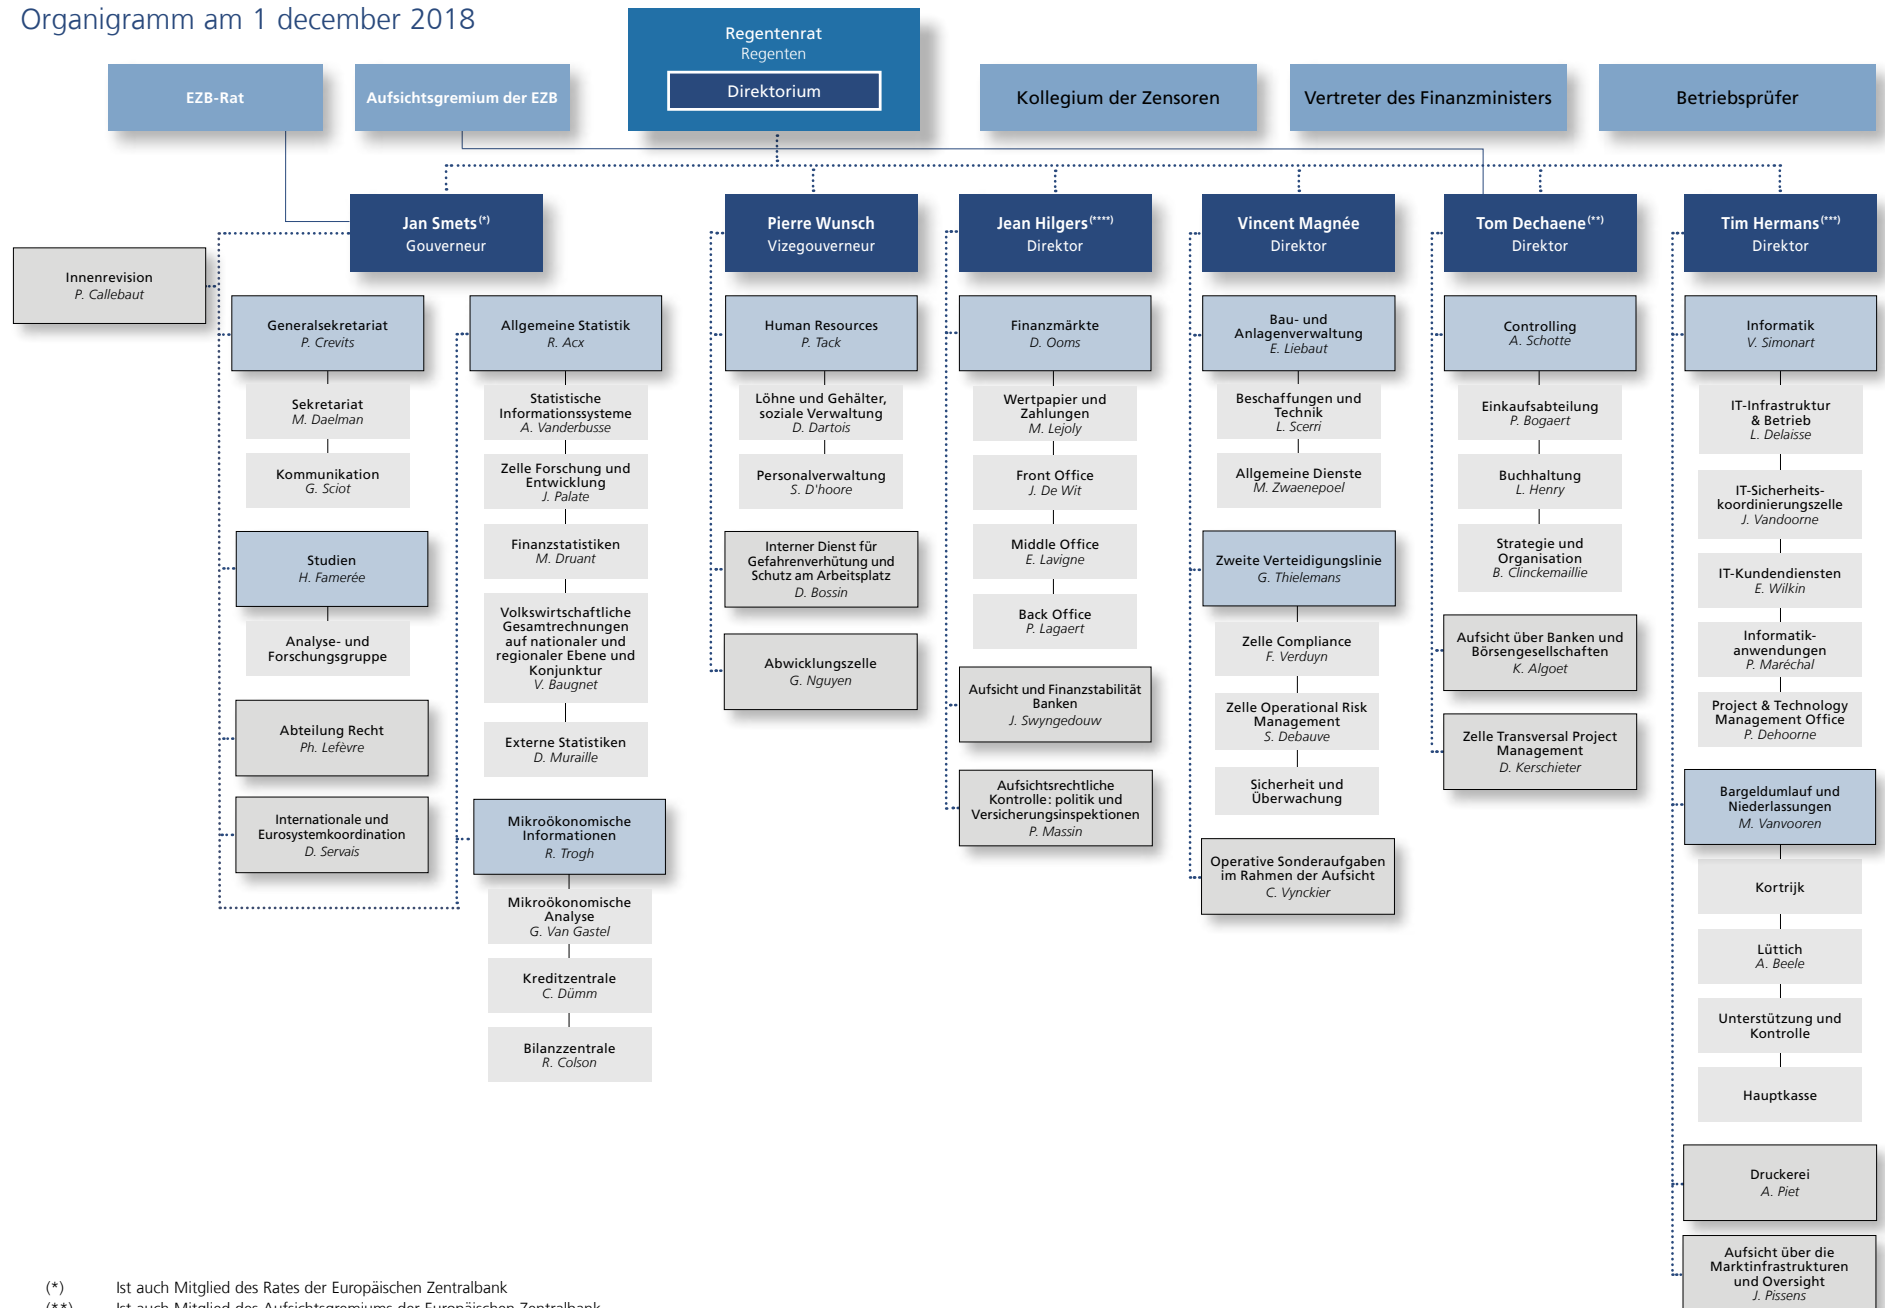 Organigramm am 1 december 2018
EZB-Rat
Aufsichtsgremium der EZB
Regentenrat
Regenten
Direktorium
Kollegium der Zensoren
Vertreter des Finanzministers
Betriebsprüfer
Jan Smets (*)
Gouverneur
Innenrevision
P. Callebaut
Generalsekretariat
P. Crevits
Sekretariat
M. Daelman
Kommunikation
G. Sciot
Studien
H. Famerée
Analyse- und
Forschungsgruppe
Abteilung Recht
Ph. Lefèvre
Internationale und
Eurosystemkoordination
D. Servais
Allgemeine Statistik
R. Acx
Statistische
Informationssysteme
A. Vanderbusse
Zelle Forschung und
Entwicklung
J. Palate
Finanzstatistiken
M. Druant
Volkswirtschaftliche
Gesamtrechnungen
auf nationaler und
regionaler Ebene und
Konjunktur
V. Baugnet
Externe Statistiken
D. Muraille
Mikroökonomische
Informationen
R. Trogh
Mikroökonomische
Analyse
G. Van Gastel
Kreditzentrale
C. Dümm
Bilanzzentrale
R. Colson
Pierre Wunsch
Vizegouverneur
Human Resources
P. Tack
Löhne und Gehälter,
soziale Verwaltung
D. Dartois
Personalverwaltung
S. D'hoore
Interner Dienst für
Gefahrenverhütung und
Schutz am Arbeitsplatz
D. Bossin
Abwicklungszelle
G. Nguyen
Jean Hilgers (****)
Direktor
Finanzmärkte
D. Ooms
Wertpapier und
Zahlungen
M. Lejoly
Front Office
J. De Wit
Middle Office
E. Lavigne
Back Office
P. Lagaert
Aufsicht und Finanzstabilität
Banken
J. Swyngedouw
Aufsichtsrechtliche
Kontrolle: politik und
Versicherungsinspektionen
P. Massin
Vincent Magnée
Direktor
Bau- und
Anlagenverwaltung
E. Liebaut
Beschaffungen und
Technik
L. Scerri
Allgemeine Dienste
M. Zwaenepoel
Zweite Verteidigungslinie
G. Thielemans
Zelle Compliance
F. Verduyn
Zelle Operational Risk
Management
S. Debauve
Sicherheit und
Überwachung
Operative Sonderaufgaben
im Rahmen der Aufsicht
C. Vynckier
Tom Dechaene (**)
Direktor
Controlling
A. Schotte
Einkaufsabteilung
P. Bogaert
Buchhaltung
L. Henry
Strategie und
Organisation
B. Clinckemaillie
Aufsicht über Banken und
Börsengesellschaften
K. Algoet
Zelle Transversal Project
Management
D. Kerschieter
Tim Hermans (***)
Direktor
Informatik
V. Simonart
IT-Infrastruktur
& Betrieb
L. Delaisse
IT-Sicherheits-
koordinierungszelle
J. Vandoorne
IT-Kundendiensten
E. Wilkin
Informatik-
anwendungen
P. Maréchal
Project & Technology
Management Office
P. Dehoorne
Bargeldumlauf und
Niederlassungen
M. Vanvooren
Kortrijk
Lüttich
A. Beele
Unterstützung und
Kontrolle
Hauptkasse
Druckerei
A. Piet
Aufsicht über die
Marktinfrastrukturen
und Oversight
J. Pissens
(*) Ist auch Mitglied des Rates der Europäischen Zentralbank
(**) Ist auch Mitglied des Aufsichtsgremiums der Europäischen Zentralbank